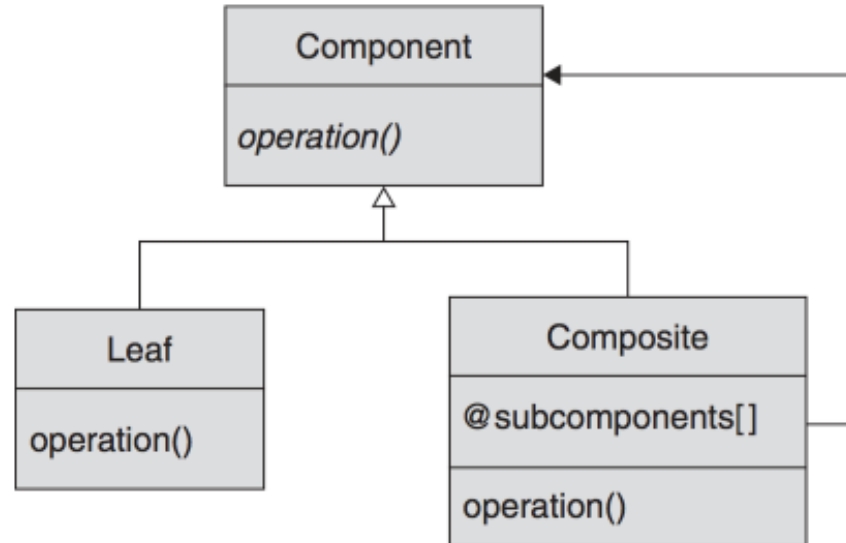 Component
operation()
Leaf
operation()
Composite
@subcomponents[]
operation()